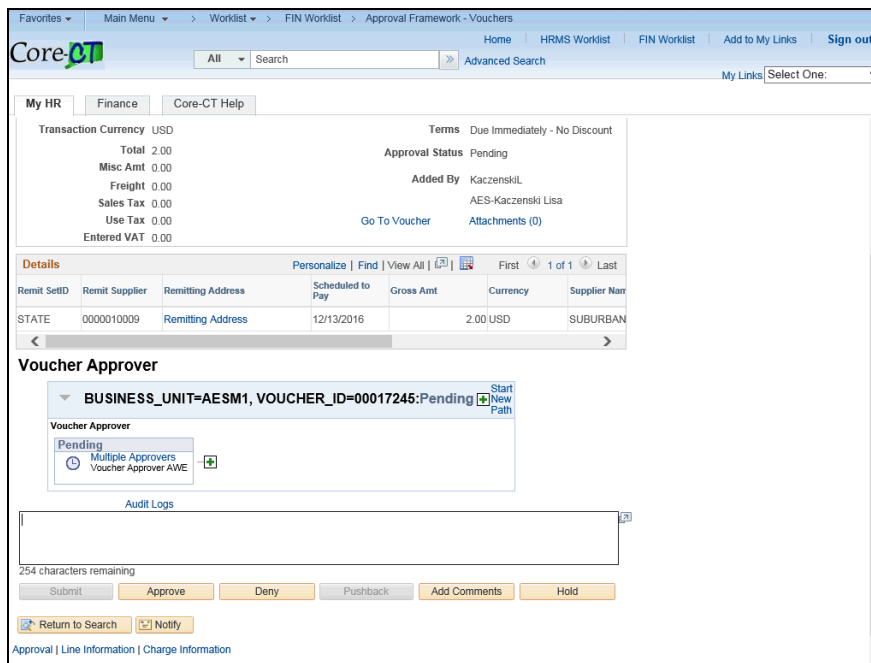 Favorites Main Menu > Worklist > FIN Worklist > Approval Framework - Vouchers
Core-CT
Home HRMS Worklist FIN Worklist Add to My Links Sign out
All Search » Advanced Search
My Links Select One:
My HR Finance Core-CT Help
Transaction Currency USD Terms Due Immediately - No Discount
Total 2.00 Approval Status Pending
Misc Amt 0.00
Freight 0.00 Added By KaczenskiL
Sales Tax 0.00 AES-Kaczenski Lisa
Use Tax 0.00 Go To Voucher Attachments (0)
Entered VAT 0.00
Details Personalize | Find | View All | | First 1 of 1 Last
Remit SetID Remit Supplier Remitting Address Scheduled to Pay Gross Amt Currency Supplier Nam
STATE 0000010009 Remitting Address 12/13/2016 2.00 USD SUBURBAN
Voucher Approver
BUSINESS_UNIT=AESM1, VOUCHER_ID=00017245:Pending Start New Path
Voucher Approver
Pending
Multiple Approvers
Voucher Approver AWE
Audit Logs
254 characters remaining
Submit Approve Deny Pushback Add Comments Hold
Return to Search Notify
Approval | Line Information | Charge Information